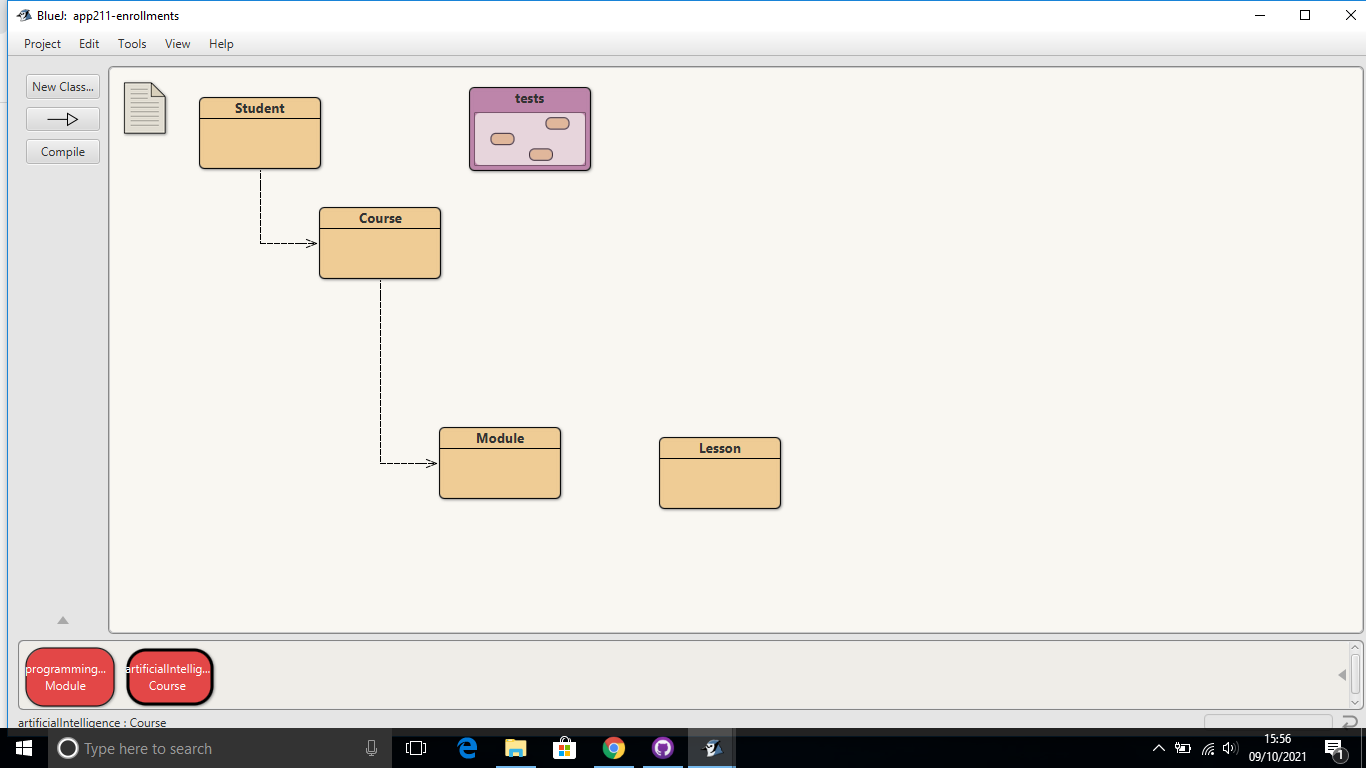 BlueJ: app211-enrollments
Project Edit Tools View Help
New Class...
Compile
Student
tests
Course
Module
Lesson
programming...
Module
artificialIntellig...
Course
artificialIntelligence : Course
Type here to search
15:56
09/10/2021
1